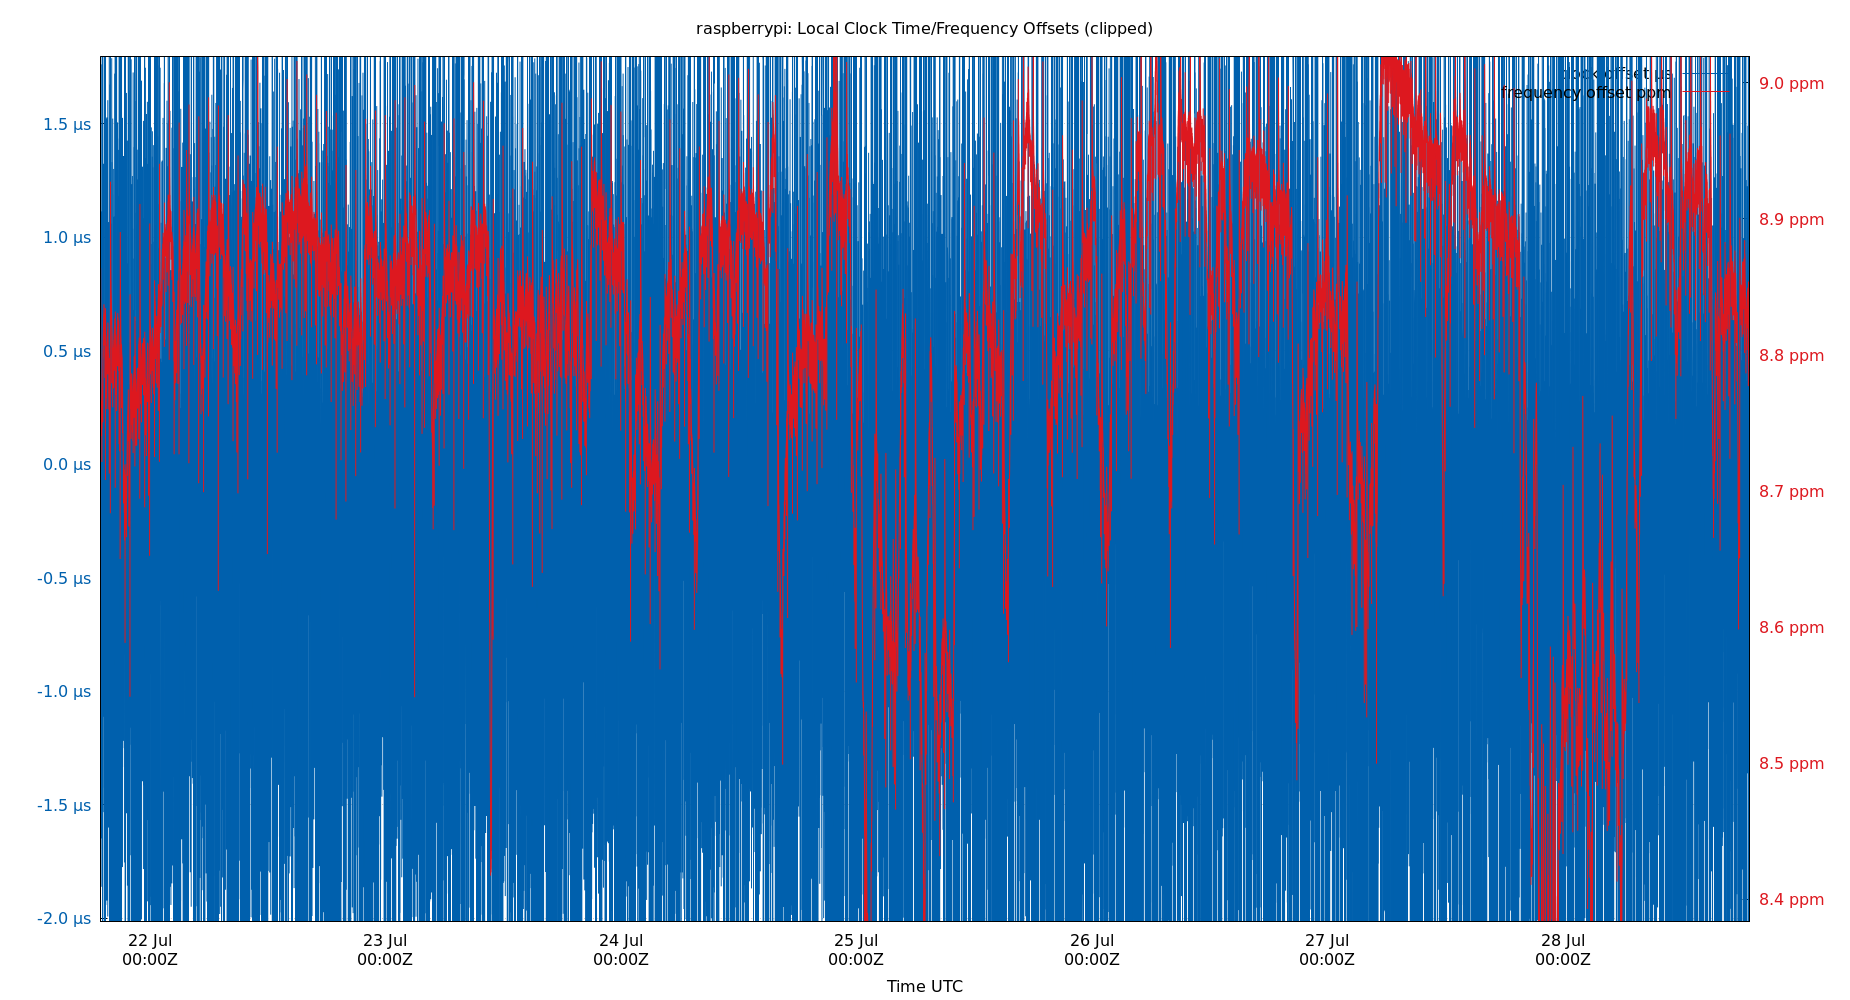 raspberrypi: Local Clock Time/Frequency Offsets (clipped)
clock offset µs
frequency offset ppm
1.5 µs
1.0 µs
0.5 µs
0.0 µs
-0.5 µs
-1.0 µs
-1.5 µs
-2.0 µs
9.0 ppm
8.9 ppm
8.8 ppm
8.7 ppm
8.6 ppm
8.5 ppm
8.4 ppm
22 Jul 23 Jul 24 Jul 25 Jul 26 Jul 27 Jul 28 Jul
00:00Z 00:00Z 00:00Z 00:00Z 00:00Z 00:00Z 00:00Z
Time UTC